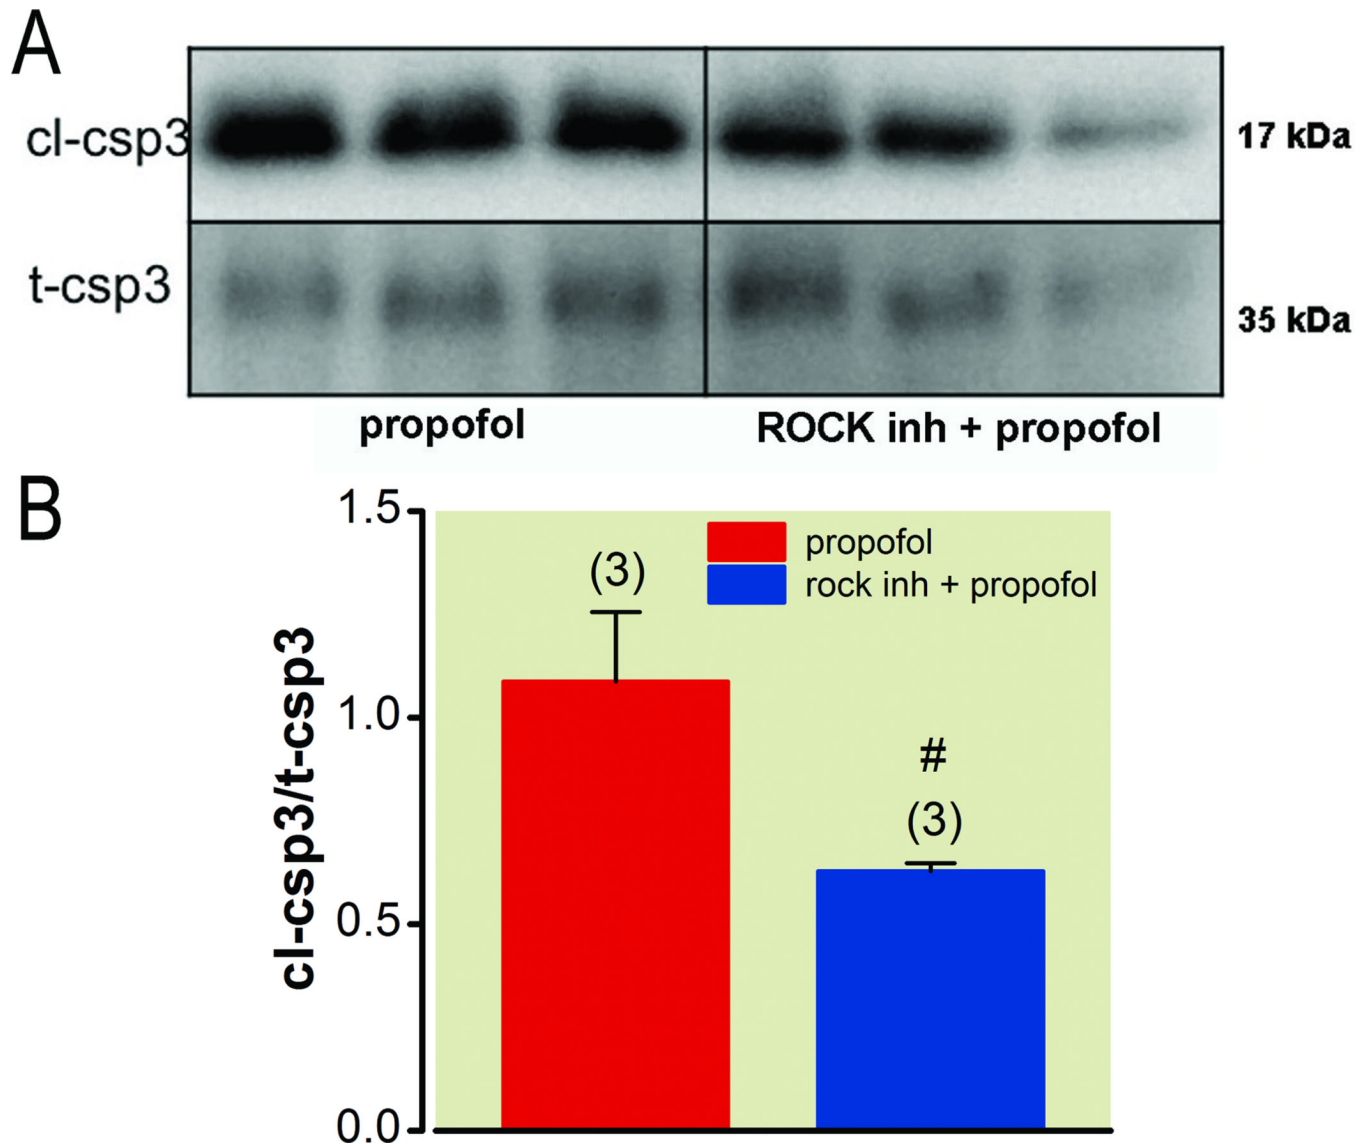 A
cl-csp3
17 kDa
t-csp3
35 kDa
propofol
ROCK inh + propofol
B
1.5
(3)
propofol
rock inh + propofol
1.0
#
(3)
0.5
0.0
cl-csp3/t-csp3